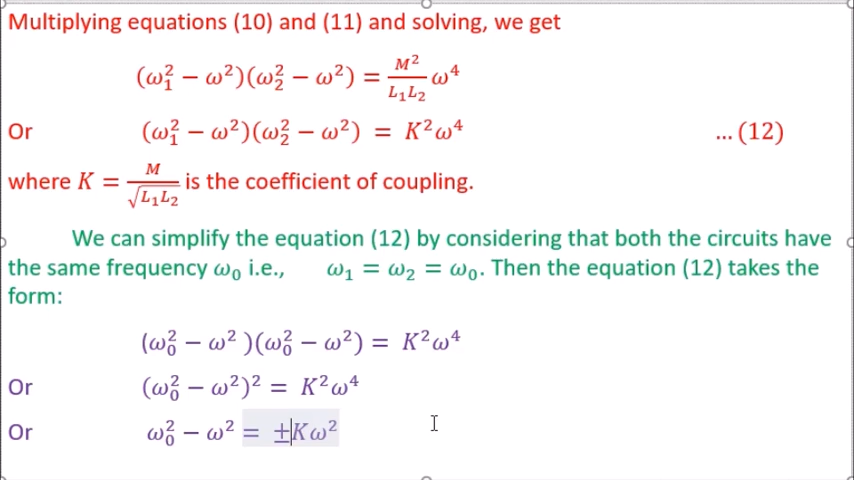 Multiplying equations (10) and (11) and solving, we get
(ω₁² − ω²)(ω₂² − ω²) = M²/L₁L₂ ω⁴
Or (ω₁² − ω²)(ω₂² − ω²) = K²ω⁴ ... (12)
where K = M/√L₁L₂ is the coefficient of coupling.
We can simplify the equation (12) by considering that both the circuits have
the same frequency ω₀ i.e., ω₁ = ω₂ = ω₀. Then the equation (12) takes the
form:
(ω₀² − ω² )(ω₀² − ω²) = K²ω⁴
Or (ω₀² − ω²)² = K²ω⁴
Or ω₀² − ω² = ±Kω²